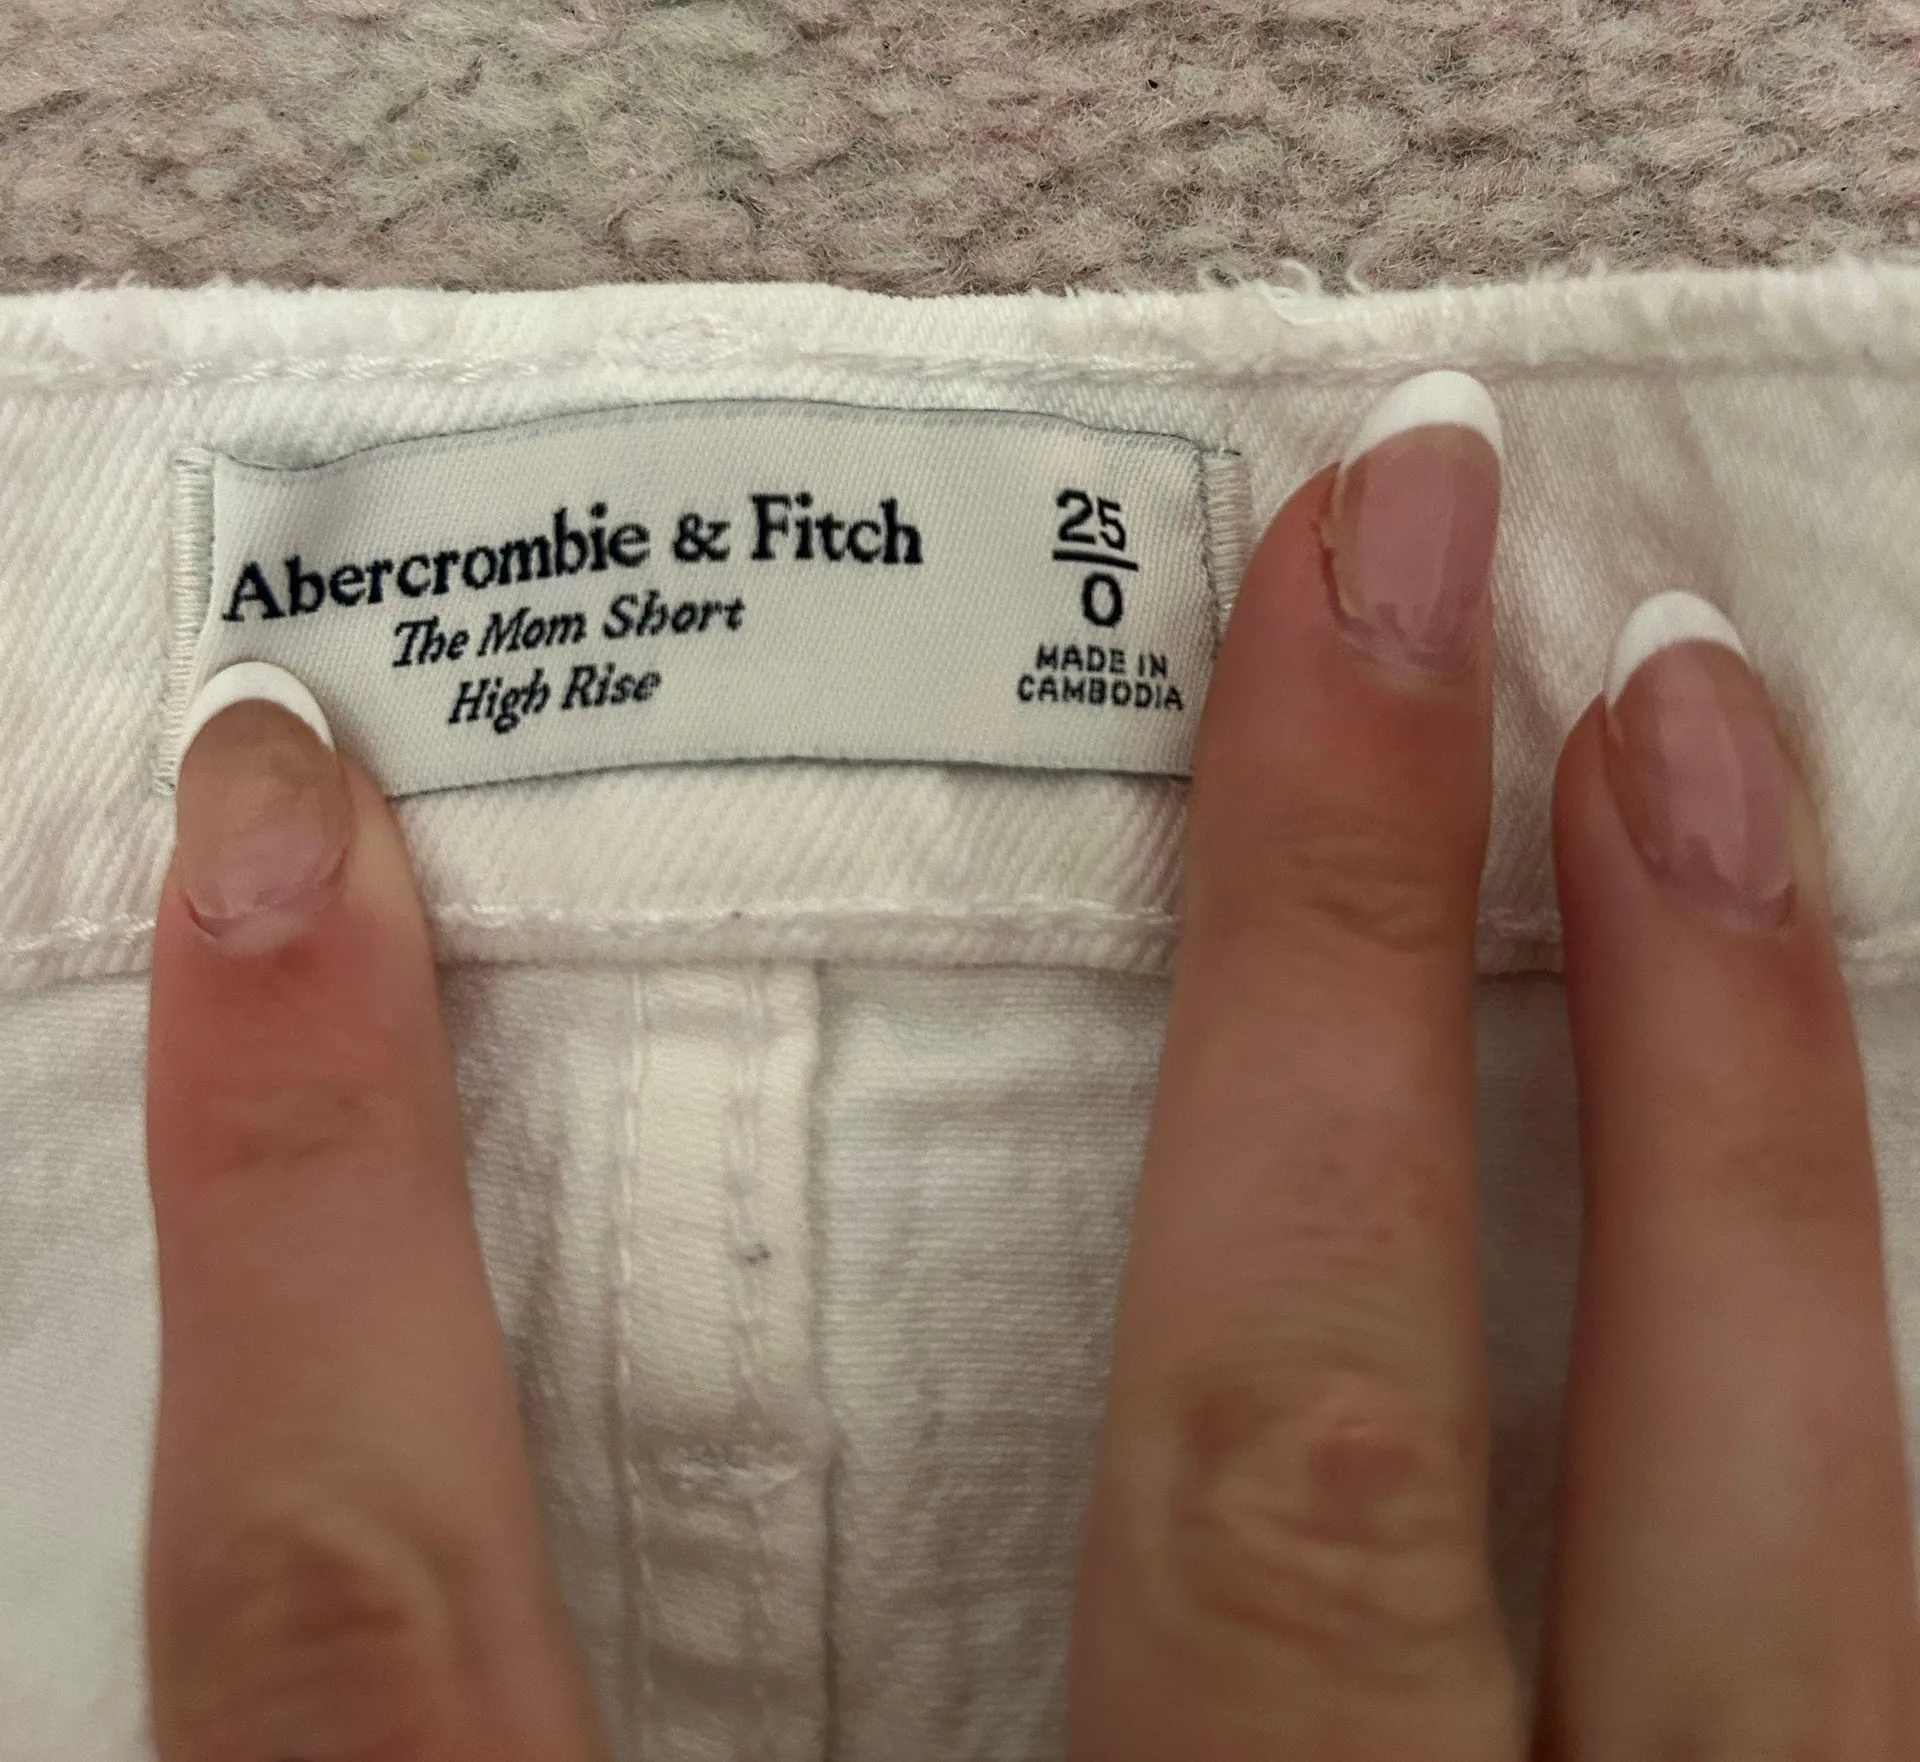 Abercrombie & Fitch
The Mom Short
High Rise
25
0
MADE IN
CAMBODIA